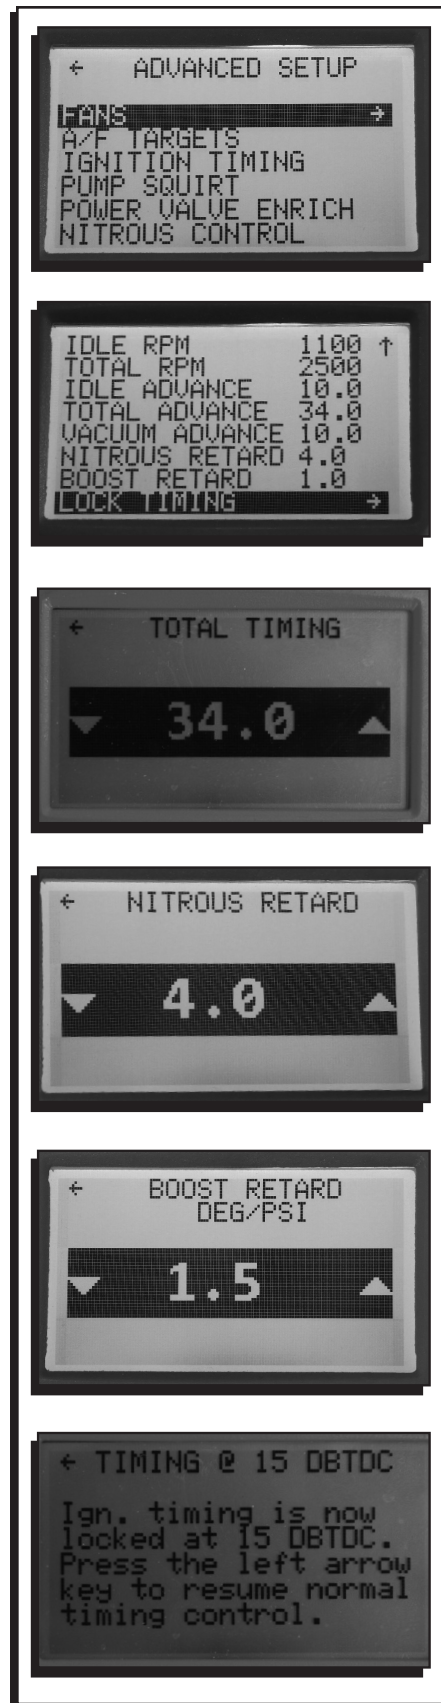 ← ADVANCED SETUP
FANS →
A/F TARGETS
IGNITION TIMING
PUMP SQUIRT
POWER VALVE ENRICH
NITROUS CONTROL
IDLE RPM 1100 ↑
TOTAL RPM 2500
IDLE ADVANCE 10.0
TOTAL ADVANCE 34.0
VACUUM ADVANCE 10.0
NITROUS RETARD 4.0
BOOST RETARD 1.0
LOCK TIMING →
← TOTAL TIMING
34.0
← NITROUS RETARD
4.0
← BOOST RETARD
DEG/PSI
1.5
← TIMING @ 15 DBTDC
Ign. timing is now
locked at 15 DBTDC.
Press the left arrow
key to resume normal
timing control.